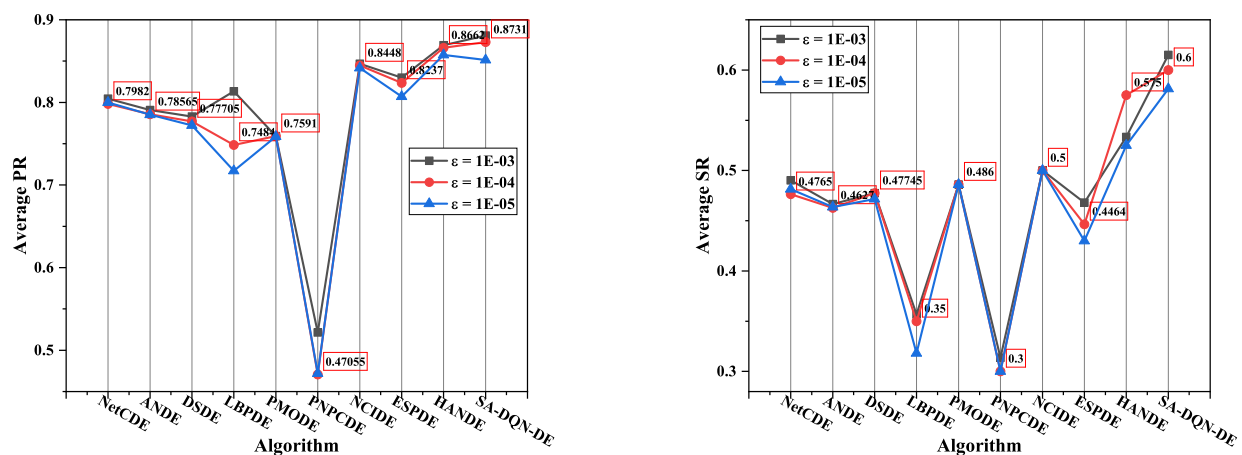 0.9
0.8
0.7
0.6
0.5
Average PR
0.7982
0.78565
0.77705
0.7484
0.7591
0.47055
0.8448
0.8237
0.8662
0.8731
ε = 1E-03
ε = 1E-04
ε = 1E-05
NetCDE
ANDE
DSDE
LBPDE
PMODE
PNPCDE
NCIDE
ESPDE
HANDE
SA-DQN-DE
Algorithm
0.6
0.5
0.4
0.3
Average SR
ε = 1E-03
ε = 1E-04
ε = 1E-05
0.4765
0.4627
0.47745
0.35
0.486
0.3
0.5
0.4464
0.575
0.6
NetCDE
ANDE
DSDE
LBPDE
PMODE
PNPCDE
NCIDE
ESPDE
HANDE
SA-DQN-DE
Algorithm